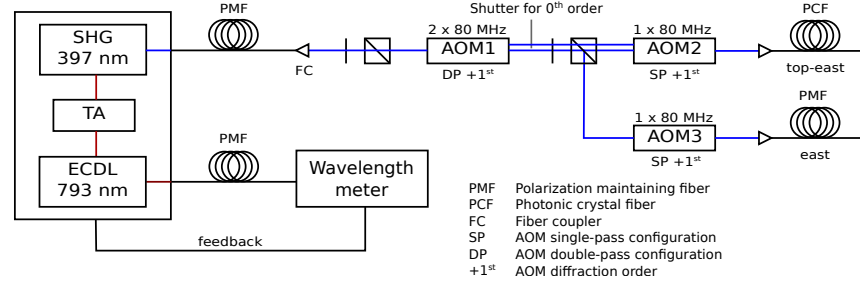 SHG
397 nm
TA
ECDL
793 nm
PMF
FC
PMF
Wavelength
meter
feedback
2 x 80 MHz
AOM1
DP +1st
Shutter for 0th order
1 x 80 MHz
AOM2
SP +1st
PCF
top-east
1 x 80 MHz
AOM3
SP +1st
PMF
east
PMF Polarization maintaining fiber
PCF Photonic crystal fiber
FC Fiber coupler
SP AOM single-pass configuration
DP AOM double-pass configuration
+1st AOM diffraction order